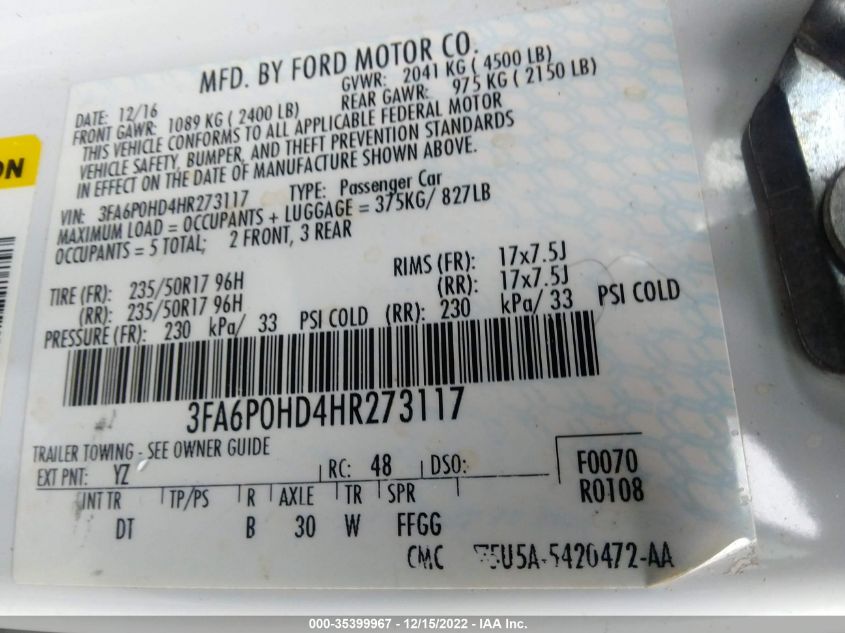 MFD. BY FORD MOTOR CO.
DATE: 12/16 GVWR: 2041 KG ( 4500 LB)
FRONT GAWR: 1089 KG ( 2400 LB) REAR GAWR: 975 KG ( 2150 LB)
THIS VEHICLE CONFORMS TO ALL APPLICABLE FEDERAL MOTOR
VEHICLE SAFETY, BUMPER, AND THEFT PREVENTION STANDARDS
IN EFFECT ON THE DATE OF MANUFACTURE SHOWN ABOVE.
VIN: 3FA6P0HD4HR273117 TYPE: Passenger Car
MAXIMUM LOAD = OCCUPANTS + LUGGAGE = 375KG/ 827LB
OCCUPANTS = 5 TOTAL; 2 FRONT, 3 REAR
TIRE (FR): 235/50R17 96H RIMS (FR): 17x7.5J
(RR): 235/50R17 96H (RR): 17x7.5J
PRESSURE (FR): 230 kPa/ 33 PSI COLD (RR): 230 kPa/ 33 PSI COLD
3FA6P0HD4HR273117
TRAILER TOWING - SEE OWNER GUIDE
EXT PNT: YZ RC: 48 DSO: F0070
INT TR TP/PS R AXLE TR SPR R0108
DT B 30 W FFGG
CMC 5U5A-5420472-AA
000-35399967 - 12/15/2022 - IAA Inc.